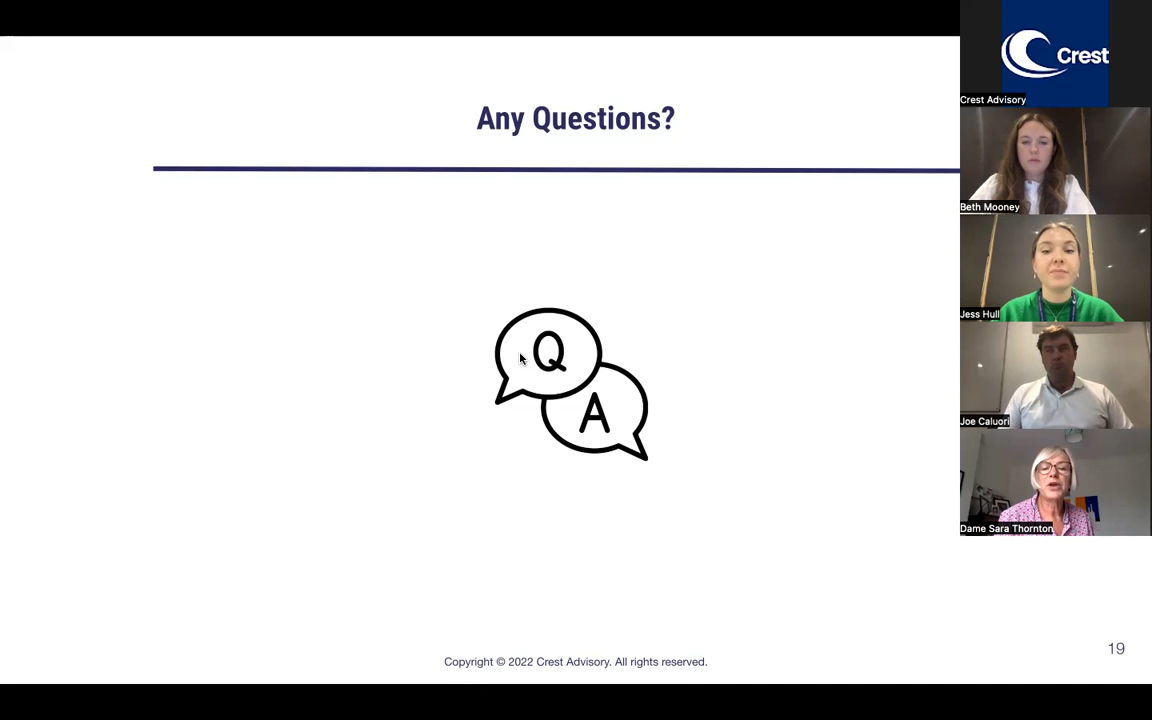 Any Questions?
Q
A
Copyright © 2022 Crest Advisory. All rights reserved.
19
Crest
Crest Advisory
Beth Mooney
Jess Hull
Joe Caluori
Dame Sara Thornton